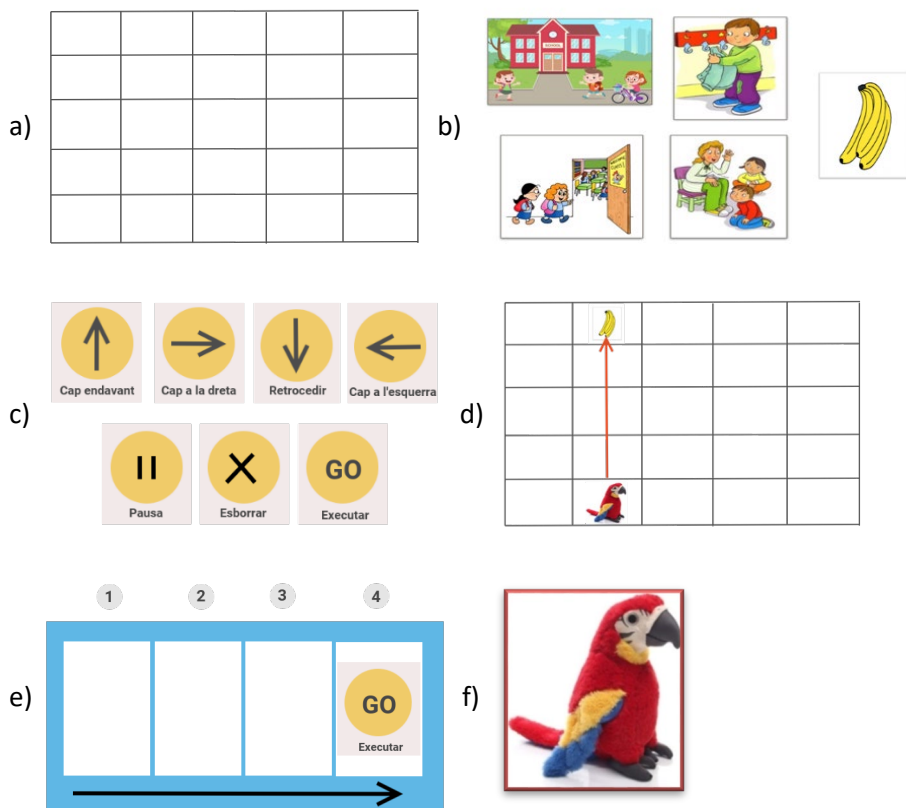 a)
b)
c)
Cap endavant
Cap a la dreta
Retrocedir
Cap a l'esquerra
GO
Pausa
Esborrar
Executar
d)
1
2
3
4
e)
GO
Executar
f)